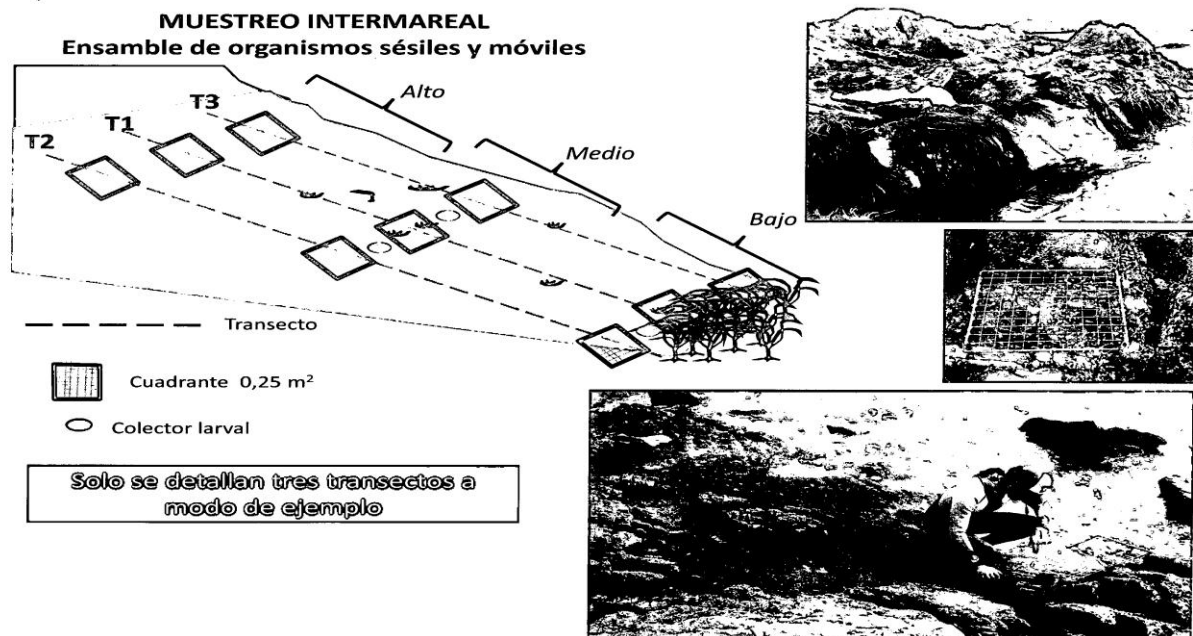 MUESTREO INTERMAREAL
Ensamble de organismos sésiles y móviles
Alto
T3
T1
T2
Medio
Bajo
Transecto
Cuadrante 0,25 m²
Colector larval
Solo se detallan tres transectos a
modo de ejemplo